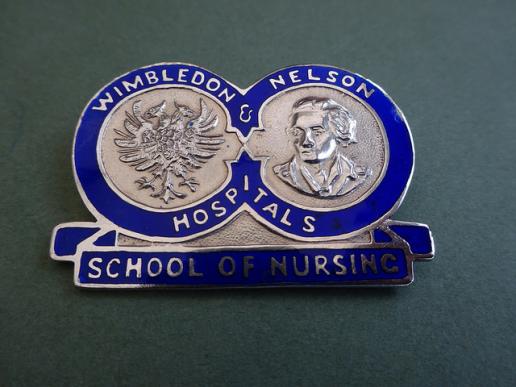 WIMBLEDON & NELSON
HOSPITALS
SCHOOL OF NURSING